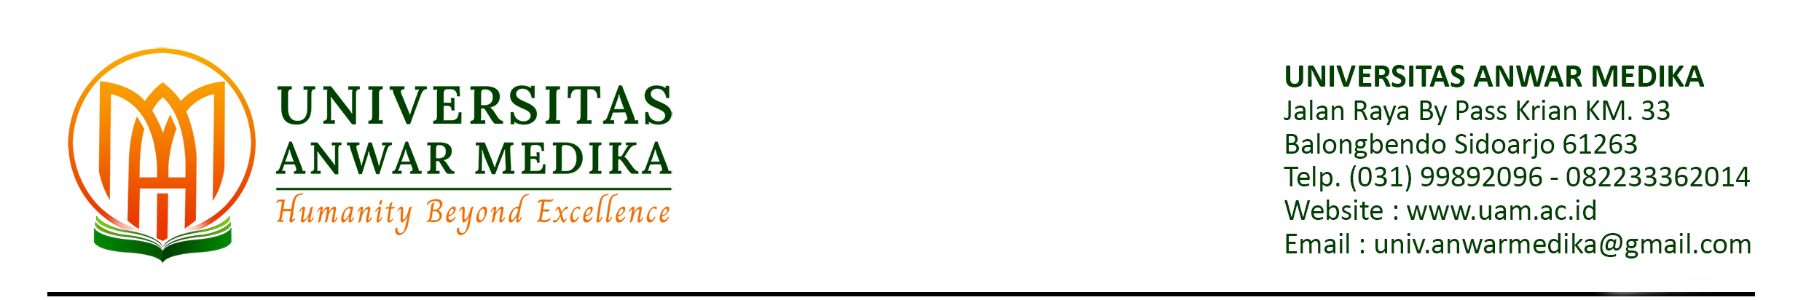 UNIVERSITAS
ANWAR MEDIKA
Humanity Beyond Excellence
UNIVERSITAS ANWAR MEDIKA
Jalan Raya By Pass Krian KM. 33
Balongbendo Sidoarjo 61263
Telp. (031) 99892096 - 082233362014
Website : www.uam.ac.id
Email : univ.anwarmedika@gmail.com